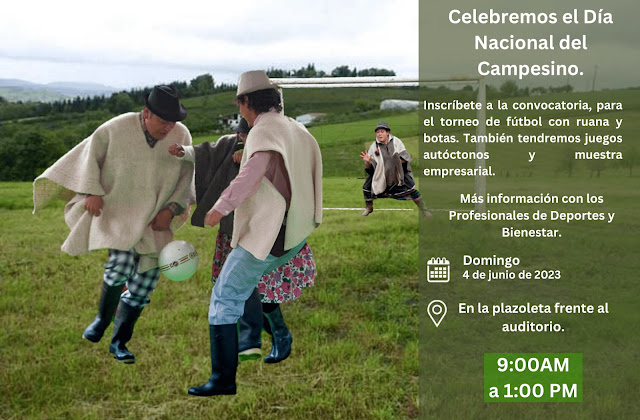 Celebremos el Día
Nacional del
Campesino.
Inscríbete a la convocatoria, para
el torneo de fútbol con ruana y
botas. También tendremos juegos
autóctonos y muestra
empresarial.
Más información con los
Profesionales de Deportes y
Bienestar.
Domingo
4 de junio de 2023
En la plazoleta frente al
auditorio.
9:00AM
a 1:00 PM